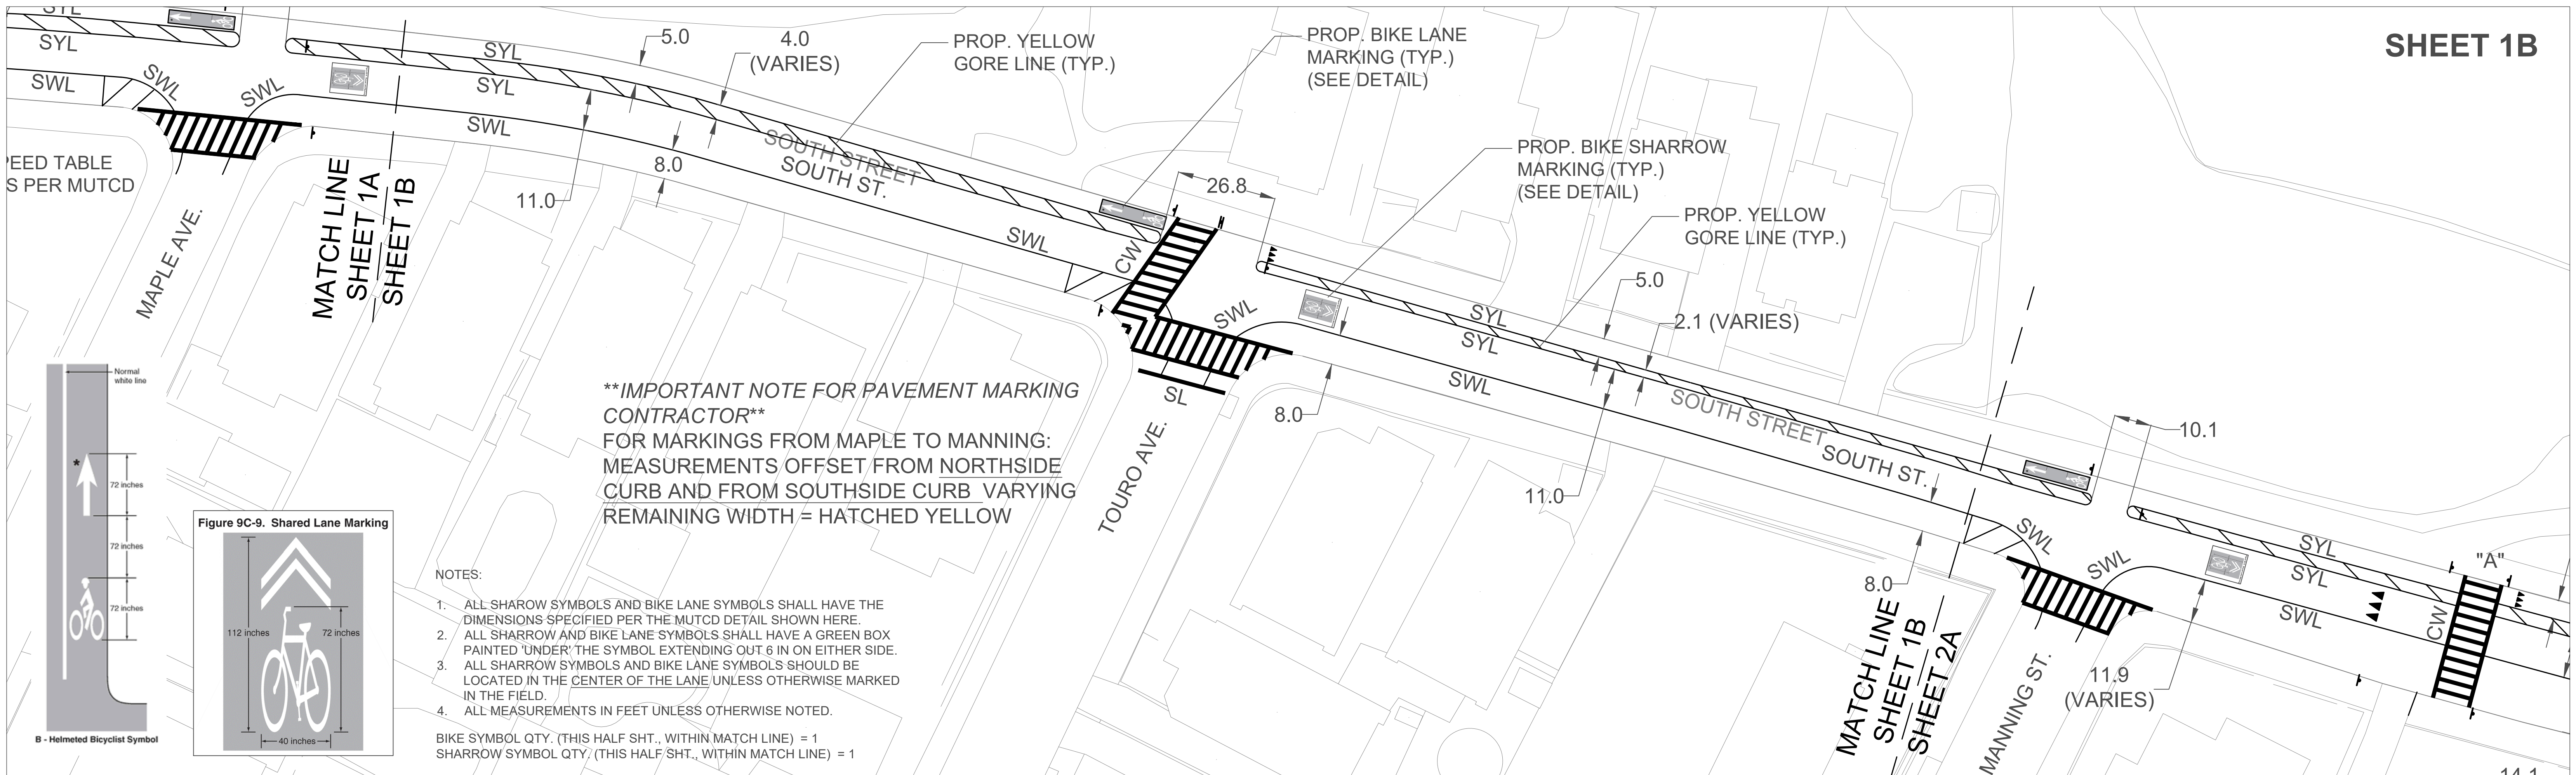 SHEET 1B
SYL
SYL
SWL
SWL
SWL
SYL
SYL
SWL
5.0
4.0
(VARIES)
PROP. YELLOW
GORE LINE (TYP.)
PROP. BIKE LANE
MARKING (TYP.)
(SEE DETAIL)
PROP. BIKE SHARROW
MARKING (TYP.)
(SEE DETAIL)
PROP. YELLOW
GORE LINE (TYP.)
PEED TABLE
S PER MUTCD
MAPLE AVE.
MATCH LINE
SHEET 1A
SHEET 1B
11.0
8.0
SOUTH STREET
SOUTH ST.
SWL
CW
26.8
SWL
SL
TOURO AVE.
8.0
SYL
SYL
SWL
5.0
2.1 (VARIES)
11.0
SOUTH STREET
SOUTH ST.
10.1
8.0
MATCH LINE
SHEET 1B
SHEET 2A
SWL
SWL
MANNING ST.
SYL
SYL
SWL
11.9
(VARIES)
"A"
CW
14.1
**IMPORTANT NOTE FOR PAVEMENT MARKING
CONTRACTOR**
FOR MARKINGS FROM MAPLE TO MANNING:
MEASUREMENTS OFFSET FROM NORTHSIDE
CURB AND FROM SOUTHSIDE CURB VARYING
REMAINING WIDTH = HATCHED YELLOW
Normal
white line
*
72 inches
72 inches
72 inches
B - Helmeted Bicyclist Symbol
Figure 9C-9. Shared Lane Marking
112 inches
72 inches
40 inches
NOTES:
1. ALL SHAROW SYMBOLS AND BIKE LANE SYMBOLS SHALL HAVE THE
DIMENSIONS SPECIFIED PER THE MUTCD DETAIL SHOWN HERE.
2. ALL SHARROW AND BIKE LANE SYMBOLS SHALL HAVE A GREEN BOX
PAINTED 'UNDER' THE SYMBOL EXTENDING OUT 6 IN ON EITHER SIDE.
3. ALL SHARROW SYMBOLS AND BIKE LANE SYMBOLS SHOULD BE
LOCATED IN THE CENTER OF THE LANE UNLESS OTHERWISE MARKED
IN THE FIELD.
4. ALL MEASUREMENTS IN FEET UNLESS OTHERWISE NOTED.
BIKE SYMBOL QTY. (THIS HALF SHT., WITHIN MATCH LINE) = 1
SHARROW SYMBOL QTY. (THIS HALF SHT., WITHIN MATCH LINE) = 1